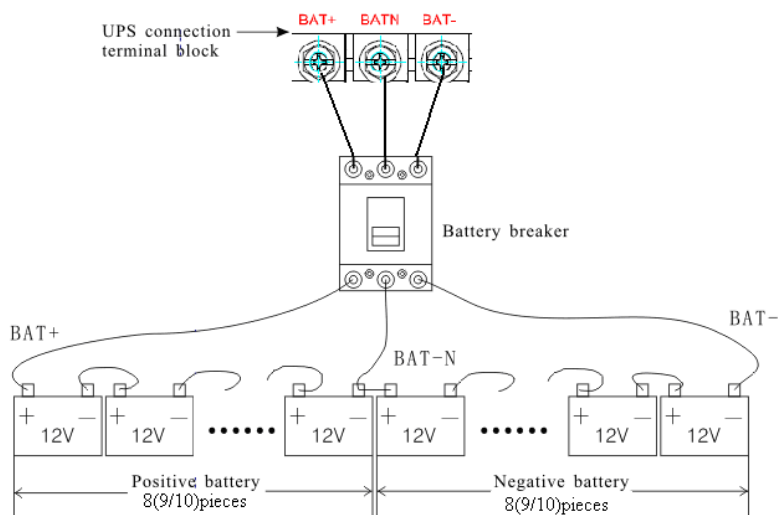 BAT+ BATN BAT-
UPS connection
terminal block
Battery breaker
BAT+
BAT-
BAT-N
+ − + − + − + − + − + −
12V 12V 12V 12V 12V 12V
Positive battery
8(9/10)pieces
Negative battery
8(9/10)pieces